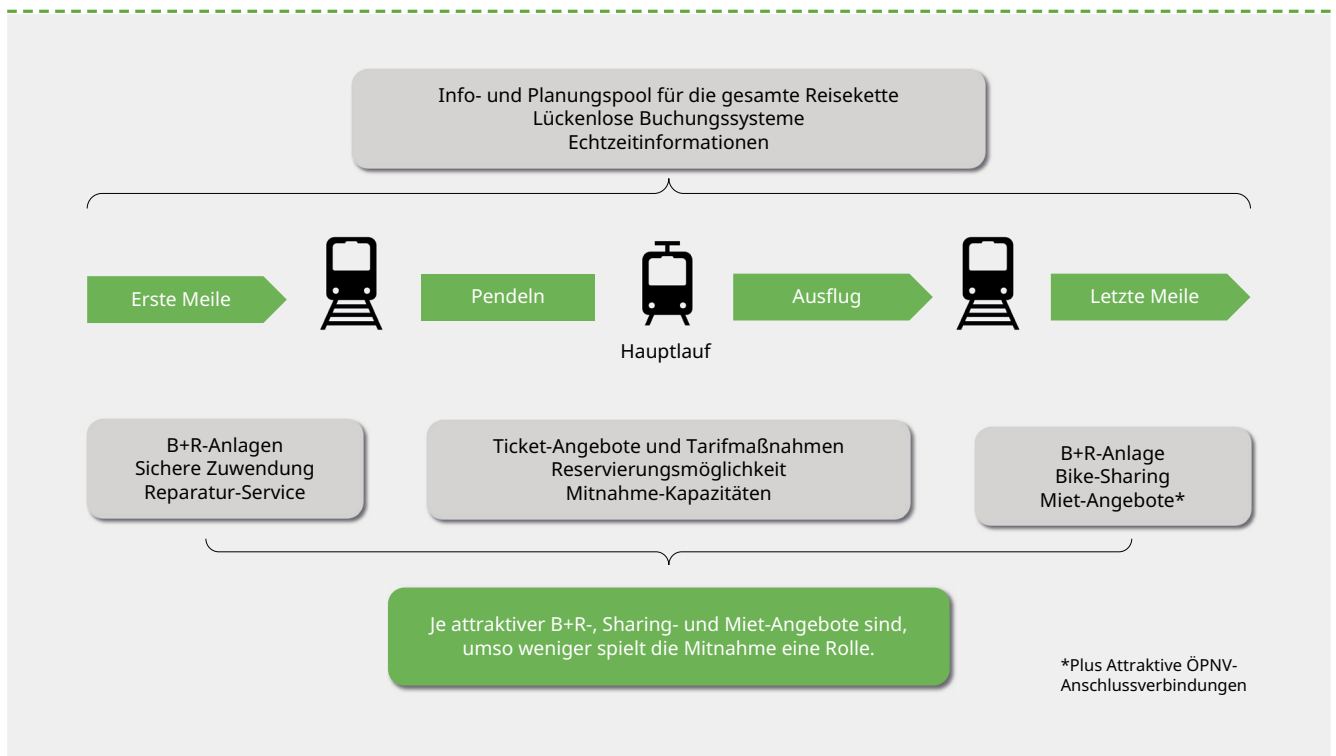 Info- und Planungspool für die gesamte Reisekette
Lückenlose Buchungssysteme
Echtzeitinformationen
Erste Meile
Pendeln
Ausflug
Letzte Meile
Hauptlauf
B+R-Anlagen
Sichere Zuwendung
Reparatur-Service
Ticket-Angebote und Tarifmaßnahmen
Reservierungsmöglichkeit
Mitnahme-Kapazitäten
B+R-Anlage
Bike-Sharing
Miet-Angebote*
Je attraktiver B+R-, Sharing- und Miet-Angebote sind,
umso weniger spielt die Mitnahme eine Rolle.
*Plus Attraktive ÖPNV-
Anschlussverbindungen